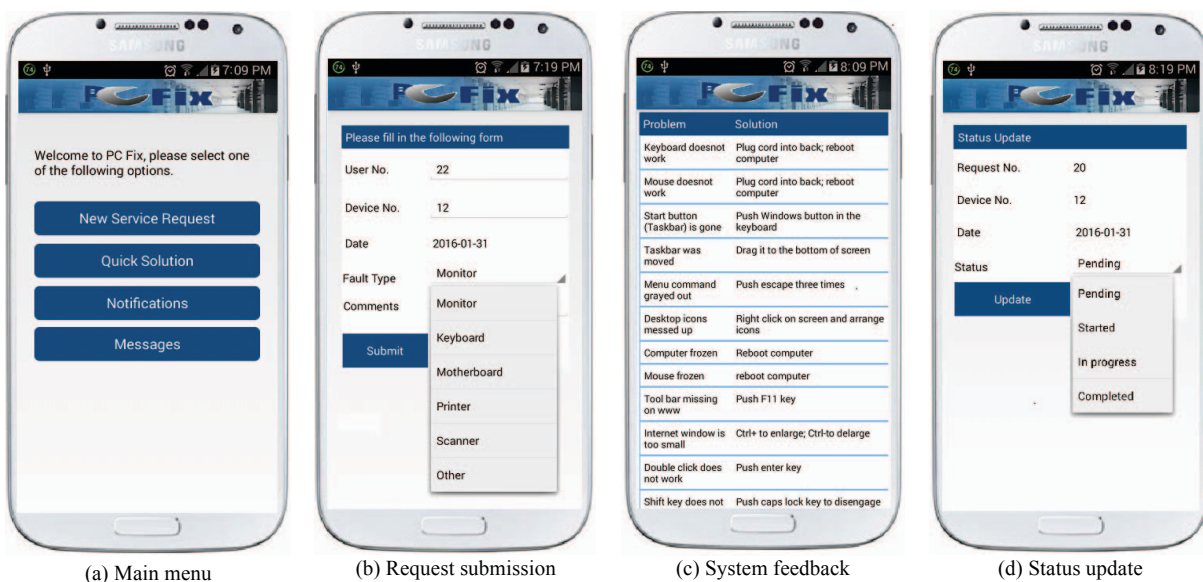 SAMSUNG
74
7:09 PM
PC Fix
Welcome to PC Fix, please select one
of the following options.
New Service Request
Quick Solution
Notifications
Messages
(a) Main menu
SAMSUNG
74
7:19 PM
PC Fix
Please fill in the following form
User No. 22
Device No. 12
Date 2016-01-31
Fault Type Monitor
Comments
Monitor
Keyboard
Submit
Motherboard
Printer
Scanner
Other
(b) Request submission
SAMSUNG
74
8:09 PM
PC Fix
Problem Solution
Keyboard doesnot Plug cord into back; reboot
work computer
Mouse doesnot Plug cord into back; reboot
work computer
Start button Push Windows button in the
(Taskbar) is gone keyboard
Taskbar was Drag it to the bottom of screen
moved
Menu command Push escape three times
grayed out
Desktop icons Right click on screen and arrange
messed up icons
Computer frozen Reboot computer
Mouse frozen reboot computer
Tool bar missing Push F11 key
on www
Internet window is Ctrl+ to enlarge; Ctrl-to delarge
too small
Double click does Push enter key
not work
Shift key does not Push caps lock key to disengage
(c) System feedback
SAMSUNG
74
8:19 PM
PC Fix
Status Update
Request No. 20
Device No. 12
Date 2016-01-31
Status Pending
Update
Pending
Started
In progress
Completed
(d) Status update